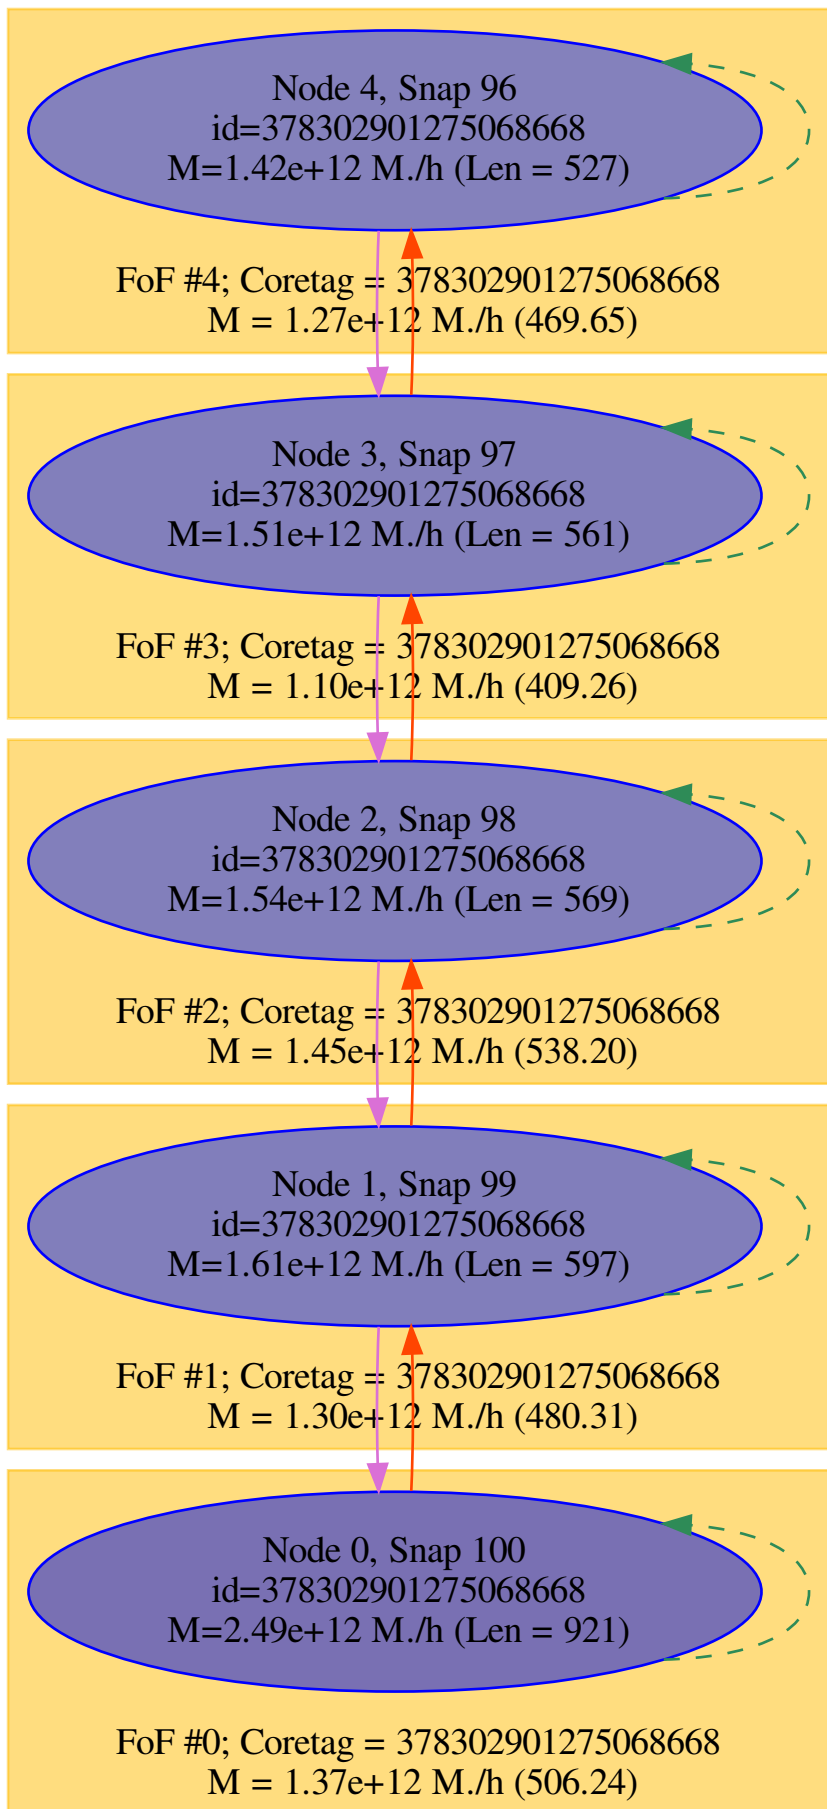 Node 4, Snap 96
id=378302901275068668
M=1.42e+12 M./h (Len = 527)
FoF #4; Coretag = 378302901275068668
M = 1.27e+12 M./h (469.65)
Node 3, Snap 97
id=378302901275068668
M=1.51e+12 M./h (Len = 561)
FoF #3; Coretag = 378302901275068668
M = 1.10e+12 M./h (409.26)
Node 2, Snap 98
id=378302901275068668
M=1.54e+12 M./h (Len = 569)
FoF #2; Coretag = 378302901275068668
M = 1.45e+12 M./h (538.20)
Node 1, Snap 99
id=378302901275068668
M=1.61e+12 M./h (Len = 597)
FoF #1; Coretag = 378302901275068668
M = 1.30e+12 M./h (480.31)
Node 0, Snap 100
id=378302901275068668
M=2.49e+12 M./h (Len = 921)
FoF #0; Coretag = 378302901275068668
M = 1.37e+12 M./h (506.24)